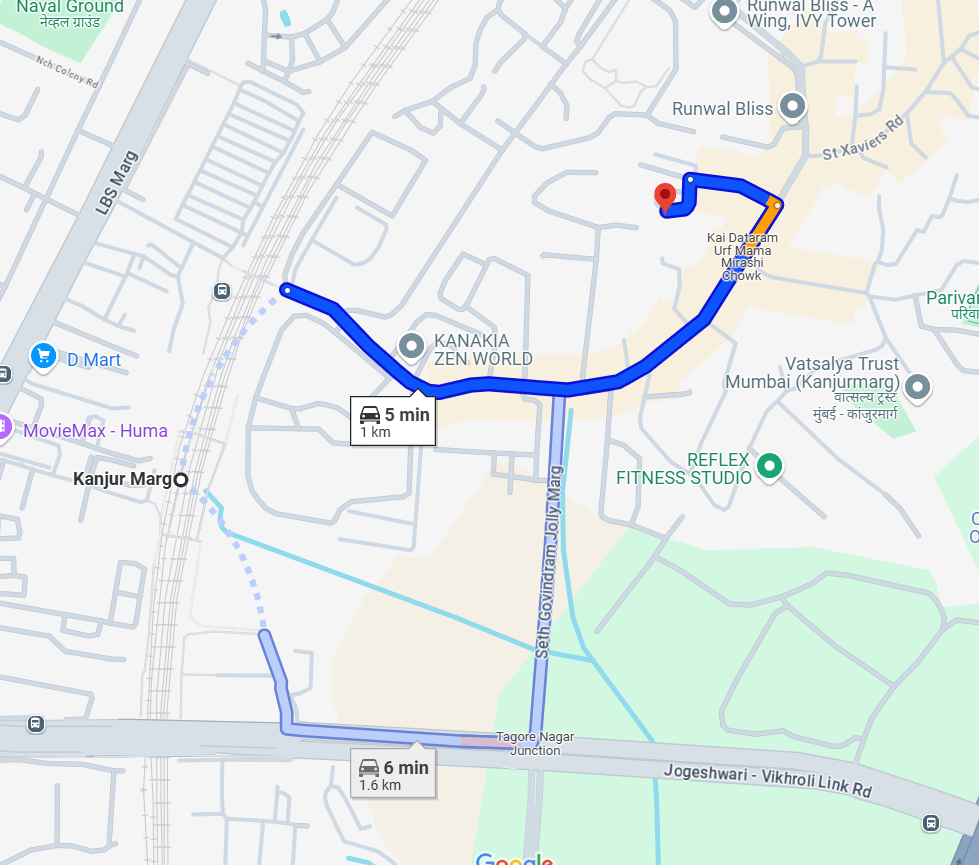 Naval Ground
नेव्हल ग्राउंड
Runwal Bliss - A
Wing, IVY Tower
Nch Colony Rd
Runwal Bliss
St Xaviers Rd
LBS Marg
Kai Dataram
Urf Mama
Mirashi
Chowk
D Mart
KANAKIA
ZEN WORLD
Vatsalya Trust
Mumbai (Kanjurmarg)
वात्सल्य ट्रस्ट
मुंबई - कांजुरमार्ग
5 min
1 km
MovieMax - Huma
REFLEX
FITNESS STUDIO
Kanjur Marg
Seth Govindram Jolly Marg
Tagore Nagar
Junction
6 min
1.6 km
Jogeshwari - Vikhroli Link Rd
Google